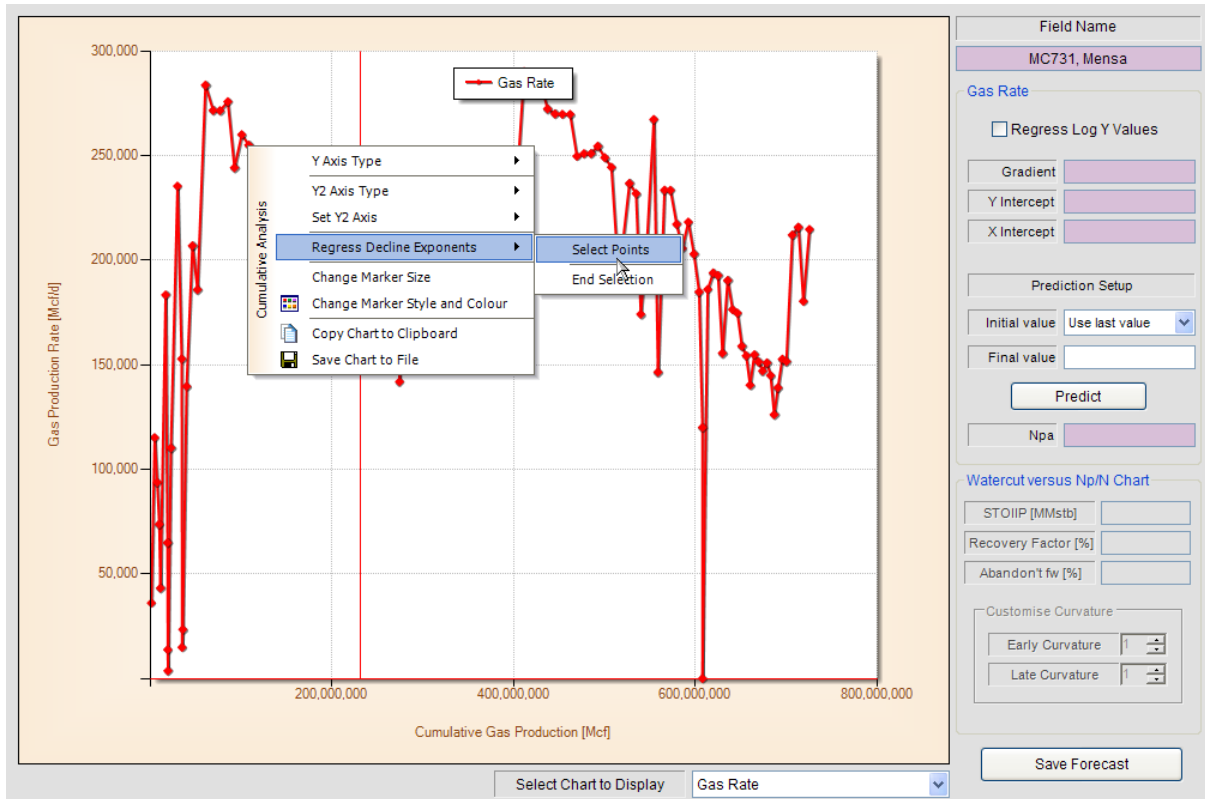 300,000
250,000
200,000
150,000
100,000
50,000
Gas Production Rate [Mcf/d]
200,000,000
400,000,000
600,000,000
800,000,000
Cumulative Gas Production [Mcf]
Gas Rate
Cumulative Analysis
Y Axis Type
Y2 Axis Type
Set Y2 Axis
Regress Decline Exponents
Change Marker Size
Change Marker Style and Colour
Copy Chart to Clipboard
Save Chart to File
Select Points
End Selection
Select Chart to Display
Gas Rate
Field Name
MC731, Mensa
Gas Rate
Regress Log Y Values
Gradient
Y Intercept
X Intercept
Prediction Setup
Initial value Use last value
Final value
Predict
Npa
Watercut versus Np/N Chart
STOIIP [MMstb]
Recovery Factor [%]
Abandon't fw [%]
Customise Curvature
Early Curvature 1
Late Curvature 1
Save Forecast